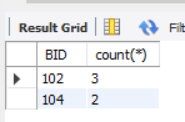 Result Grid Filt
BID count(*)
102 3
104 2